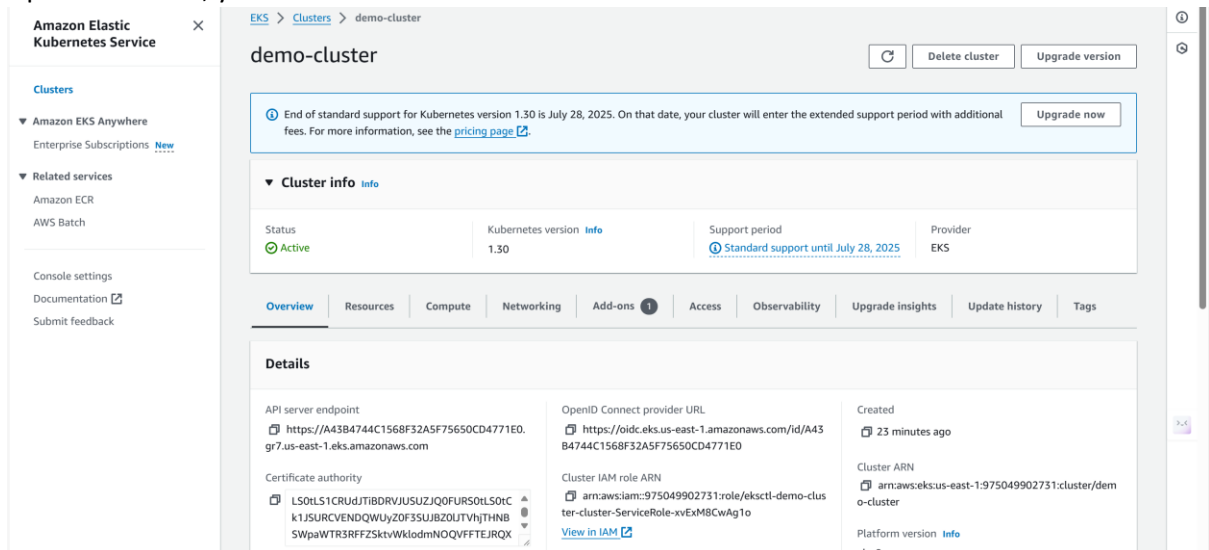 Amazon Elastic
Kubernetes Service
Clusters
Amazon EKS Anywhere
Enterprise Subscriptions New
Related services
Amazon ECR
AWS Batch
Console settings
Documentation
Submit feedback
EKS > Clusters > demo-cluster
demo-cluster
Delete cluster
Upgrade version
End of standard support for Kubernetes version 1.30 is July 28, 2025. On that date, your cluster will enter the extended support period with additional
fees. For more information, see the pricing page.
Upgrade now
Cluster info Info
Status
Active
Kubernetes version Info
1.30
Support period
Standard support until July 28, 2025
Provider
EKS
Overview
Resources
Compute
Networking
Add-ons 1
Access
Observability
Upgrade insights
Update history
Tags
Details
API server endpoint
https://A43B4744C1568F32A5F75650CD4771E0.
gr7.us-east-1.eks.amazonaws.com
Certificate authority
LS0tLS1CRUdJTiBDRVJUSUZJQ0FURS0tLS0tC
k1JSURCVENDQWUyZ0F3SUJBZ0lJTVhjTHNB
SWpaWTR3RFFZSktvWklodmNOQVFFTEJRQX
OpenID Connect provider URL
https://oidc.eks.us-east-1.amazonaws.com/id/A43
B4744C1568F32A5F75650CD4771E0
Cluster IAM role ARN
arn:aws:iam::975049902731:role/eksctl-demo-clus
ter-cluster-ServiceRole-xvExM8CwAg1o
View in IAM
Created
23 minutes ago
Cluster ARN
arn:aws:eks:us-east-1:975049902731:cluster/dem
o-cluster
Platform version Info